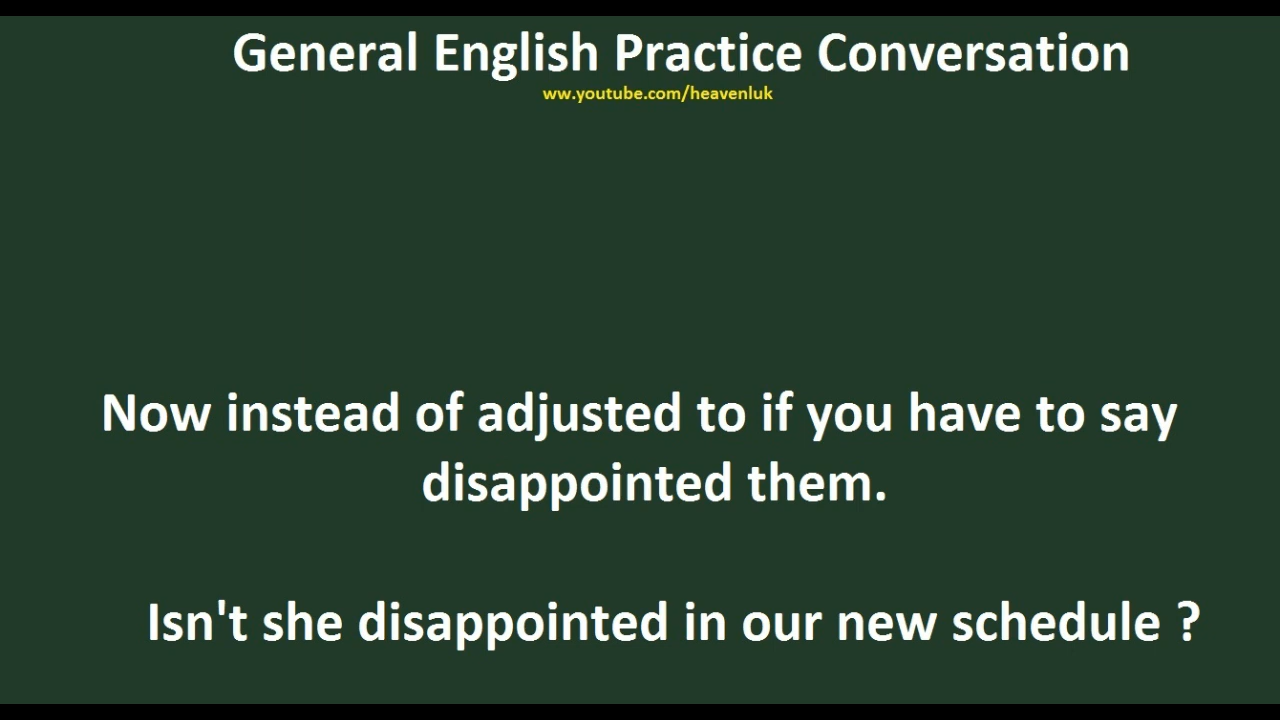 General English Practice Conversation
ww.youtube.com/heavenluk
Now instead of adjusted to if you have to say
disappointed them.
Isn't she disappointed in our new schedule ?